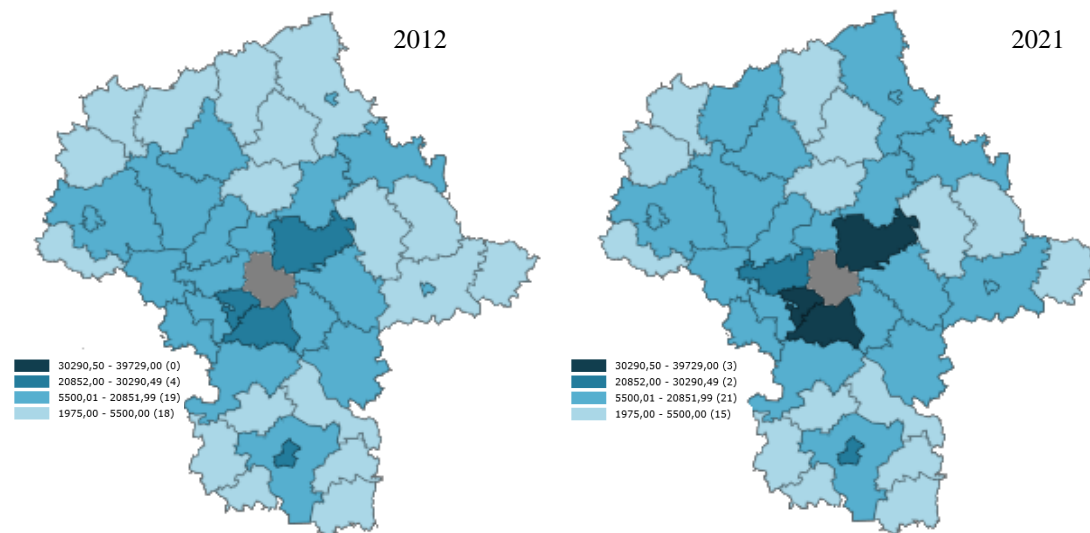 2012
30290,50 - 39729,00 (0)
20852,00 - 30290,49 (4)
5500,01 - 20851,99 (19)
1975,00 - 5500,00 (18)
2021
30290,50 - 39729,00 (3)
20852,00 - 30290,49 (2)
5500,01 - 20851,99 (21)
1975,00 - 5500,00 (15)